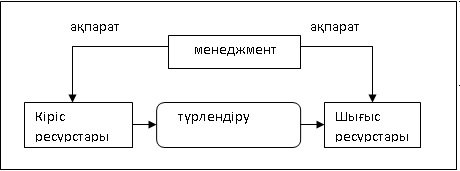 ақпарат ақпарат
менеджмент
Кіріс ресурстары
түрлендіру
Шығыс ресурстары